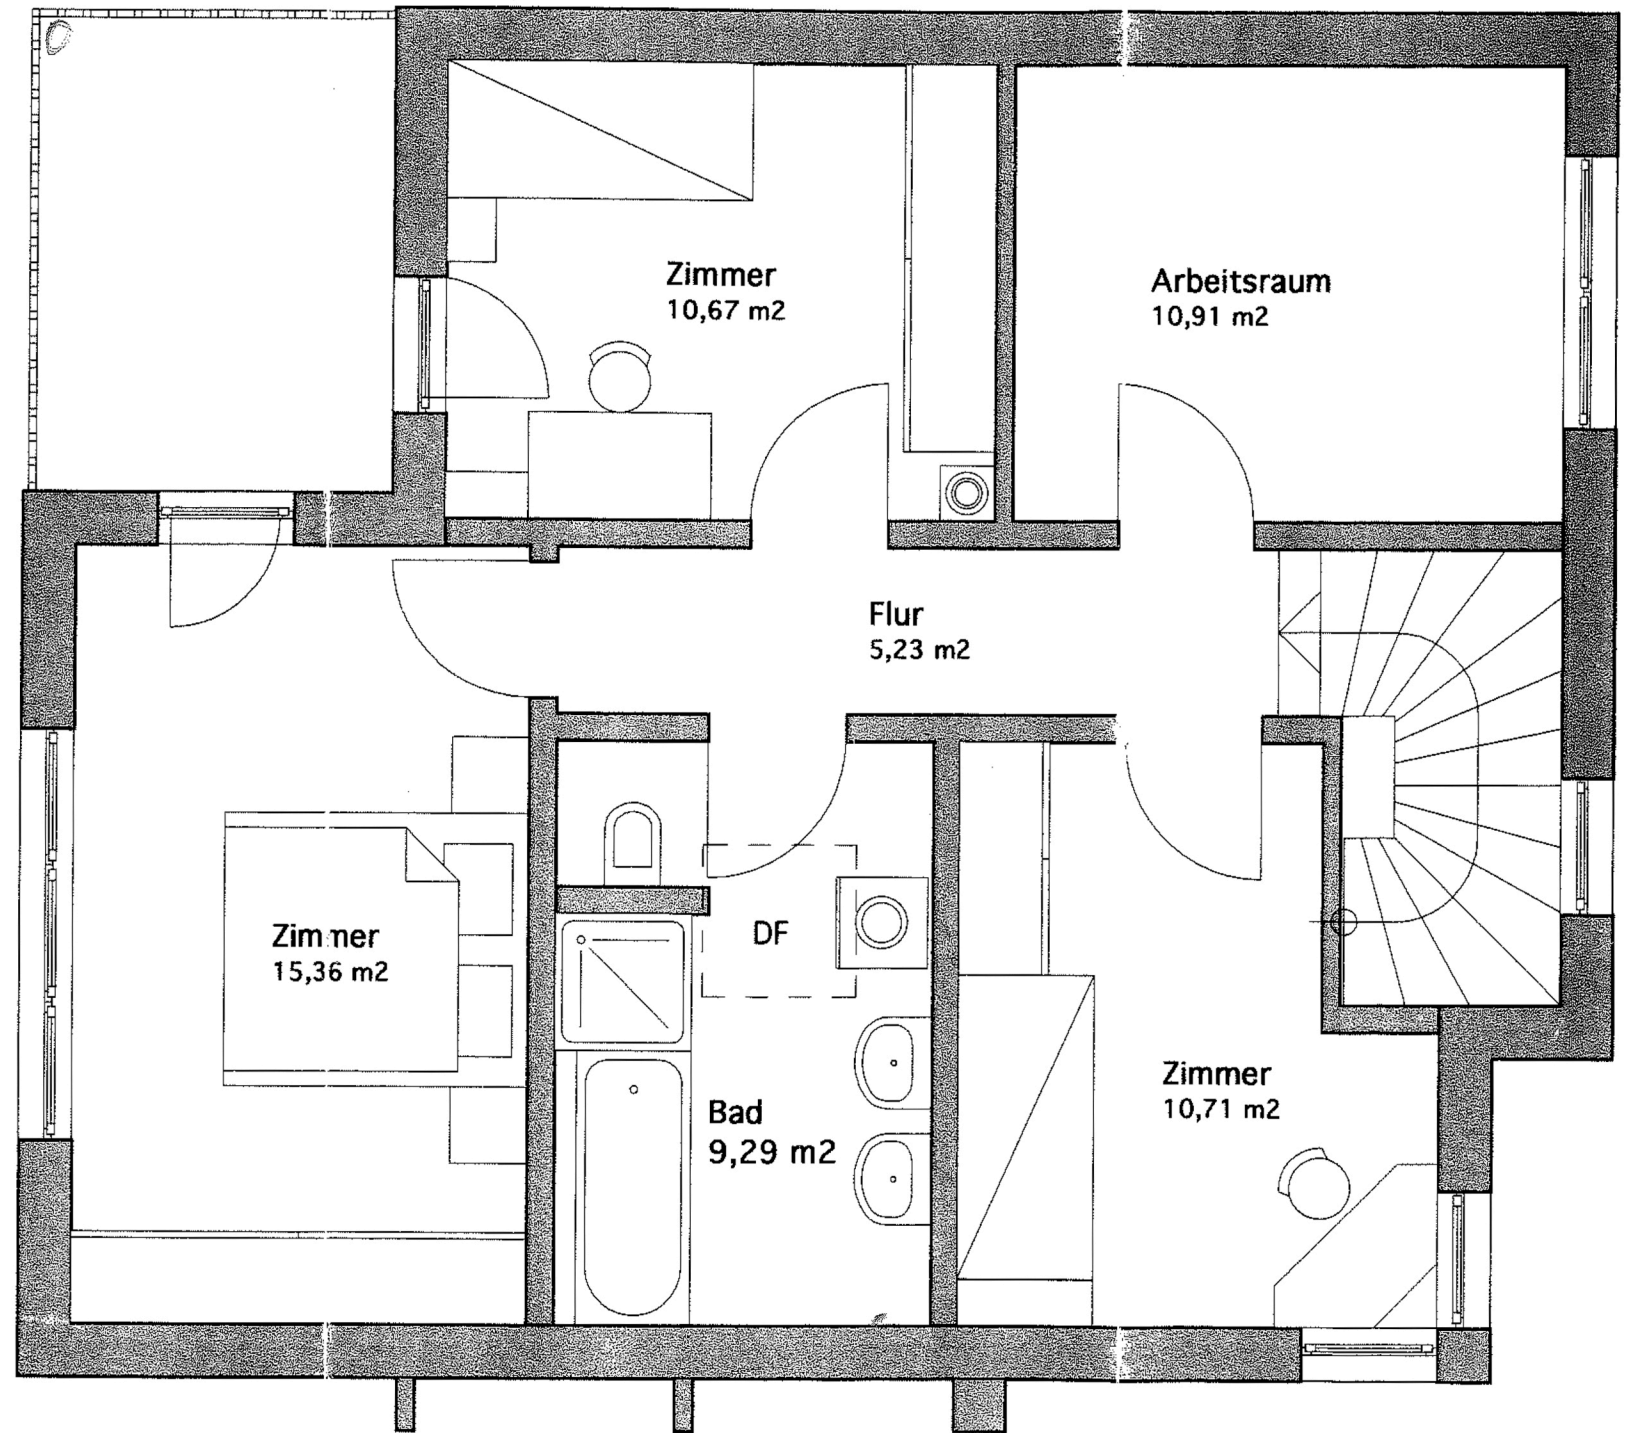 Zimmer
10,67 m2
Arbeitsraum
10,91 m2
Flur
5,23 m2
Zimmer
15,36 m2
DF
Bad
9,29 m2
Zimmer
10,71 m2